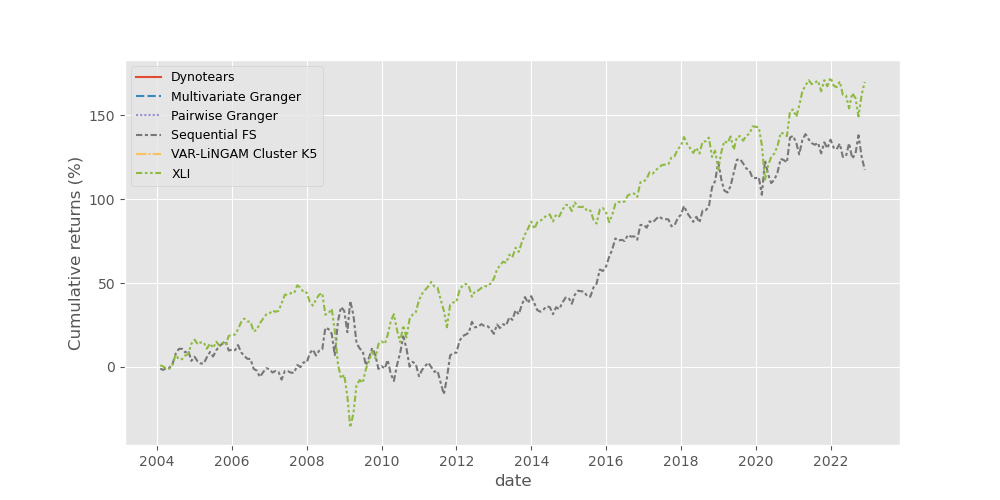 Dynotears
Multivariate Granger
Pairwise Granger
Sequential FS
VAR-LiNGAM Cluster K5
XLI
Cumulative returns (%)
150
100
50
0
2004 2006 2008 2010 2012 2014 2016 2018 2020 2022
date